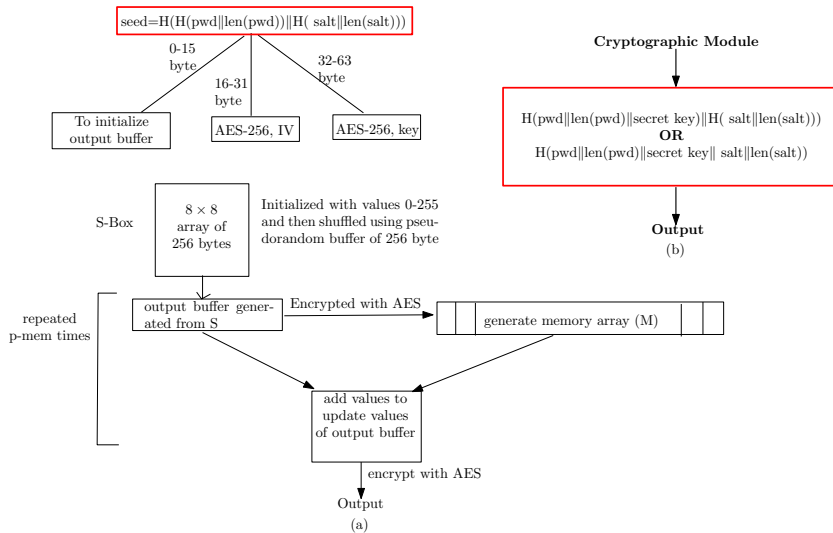 seed=H(H(pwd‖len(pwd))‖H( salt‖len(salt)))
0-15
byte
16-31
byte
32-63
byte
To initialize
output buffer
AES-256, IV
AES-256, key
S-Box
8 × 8
array of
256 bytes
Initialized with values 0-255
and then shuffled using pseu-
dorandom buffer of 256 byte
repeated
p-mem times
output buffer gener-
ated from S
Encrypted with AES
generate memory array (M)
add values to
update values
of output buffer
encrypt with AES
Output
(a)
Cryptographic Module
H(pwd‖len(pwd)‖secret key)‖H( salt‖len(salt)))
OR
H(pwd‖len(pwd)‖secret key‖ salt‖len(salt))
Output
(b)